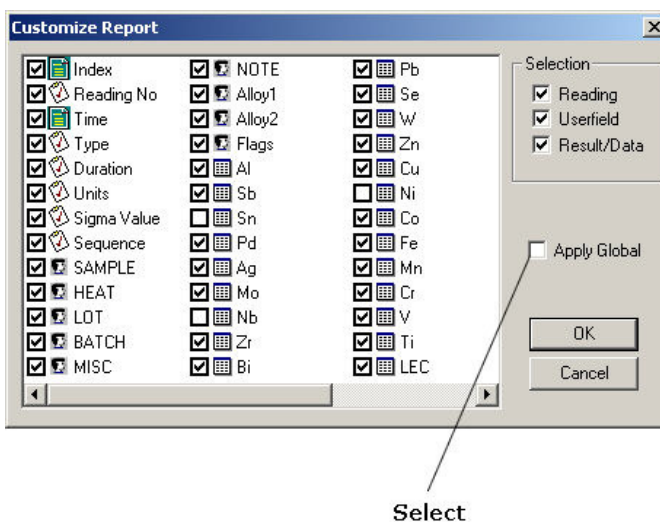 Customize Report
Index
Reading No
Time
Type
Duration
Units
Sigma Value
Sequence
SAMPLE
HEAT
LOT
BATCH
MISC
NOTE
Alloy1
Alloy2
Flags
Al
Sb
Sn
Pd
Ag
Mo
Nb
Zr
Bi
Pb
Se
W
Zn
Cu
Ni
Co
Fe
Mn
Cr
V
Ti
LEC
Selection
Reading
Userfield
Result/Data
Apply Global
OK
Cancel
Select